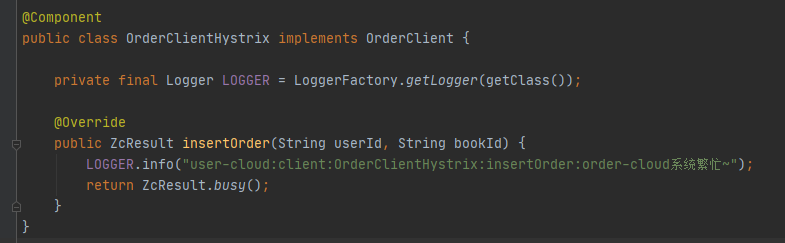 @Component
public class OrderClientHystrix implements OrderClient {
private final Logger LOGGER = LoggerFactory.getLogger(getClass());
@Override
public ZcResult insertOrder(String userId, String bookId) {
LOGGER.info("user-cloud:client:OrderClientHystrix:insertOrder:order-cloud系统繁忙~");
return ZcResult.busy();
}
}